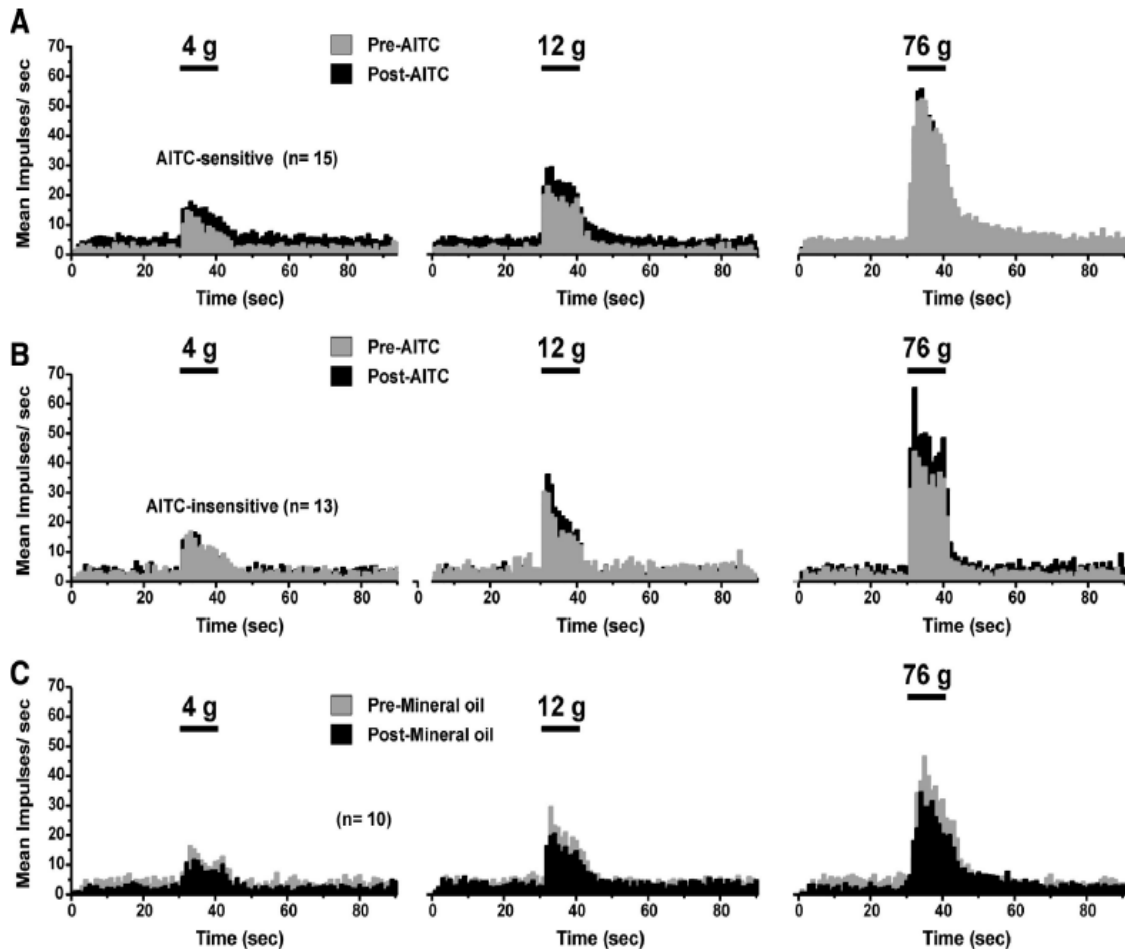 A
4 g
Pre-AITC
Post-AITC
12 g
76 g
Mean Impulses/ sec
70
60
50
40
30
20
10
0
AITC-sensitive (n= 15)
0 20 40 60 80
0 20 40 60 80
0 20 40 60 80
Time (sec)
Time (sec)
Time (sec)
B
4 g
Pre-AITC
Post-AITC
12 g
76 g
Mean Impulses/ sec
70
60
50
40
30
20
10
0
AITC-insensitive (n= 13)
0 20 40 60 80
0 20 40 60 80
0 20 40 60 80
Time (sec)
Time (sec)
Time (sec)
C
4 g
Pre-Mineral oil
Post-Mineral oil
12 g
76 g
Mean Impulses/ sec
70
60
50
40
30
20
10
0
(n= 10)
0 20 40 60 80
0 20 40 60 80
0 20 40 60 80
Time (sec)
Time (sec)
Time (sec)